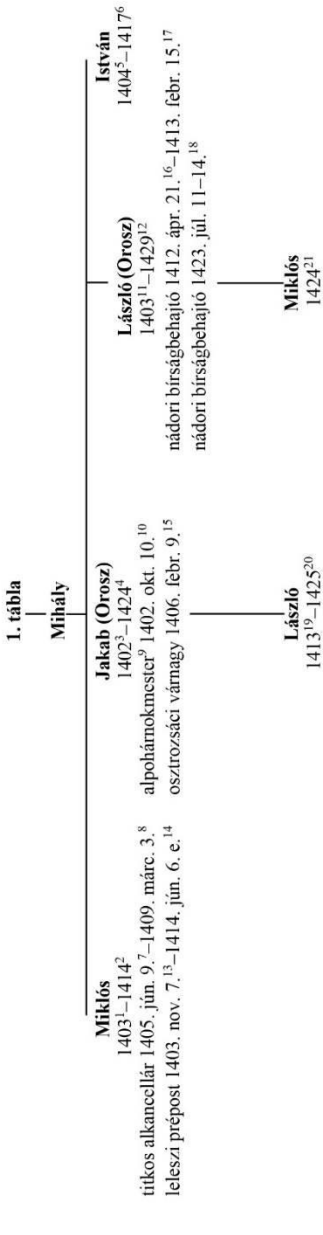 1. tábla
Mihály
Miklós
1403¹–1414²
titkos alkancellár 1405. jún. 9.⁷–1409. márc. 3.⁸
leleszi prépost 1403. nov. 7.¹³–1414. jún. 6. e.¹⁴
Jakab (Orosz)
1402³–1424⁴
alpohárnokmester⁹ 1402. okt. 10.¹⁰
osztrozsáci várnagy 1406. febr. 9.¹⁵
László
1413¹⁹–1425²⁰
László (Orosz)
1403¹¹–1429¹²
nádori bírságbehajtó 1412. ápr. 21.¹⁶–1413. febr. 15.¹⁷
nádori bírságbehajtó 1423. júl. 11–14.¹⁸
Miklós
1424²¹
István
1404⁵–1417⁶